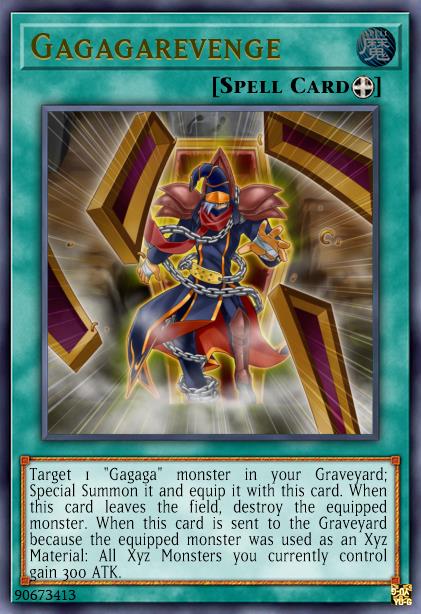 Gagagarevenge
[Spell Card]
Target 1 "Gagaga" monster in your Graveyard;
Special Summon it and equip it with this card. When
this card leaves the field, destroy the equipped
monster. When this card is sent to the Graveyard
because the equipped monster was used as an Xyz
Material: All Xyz Monsters you currently control
gain 300 ATK.
90673413